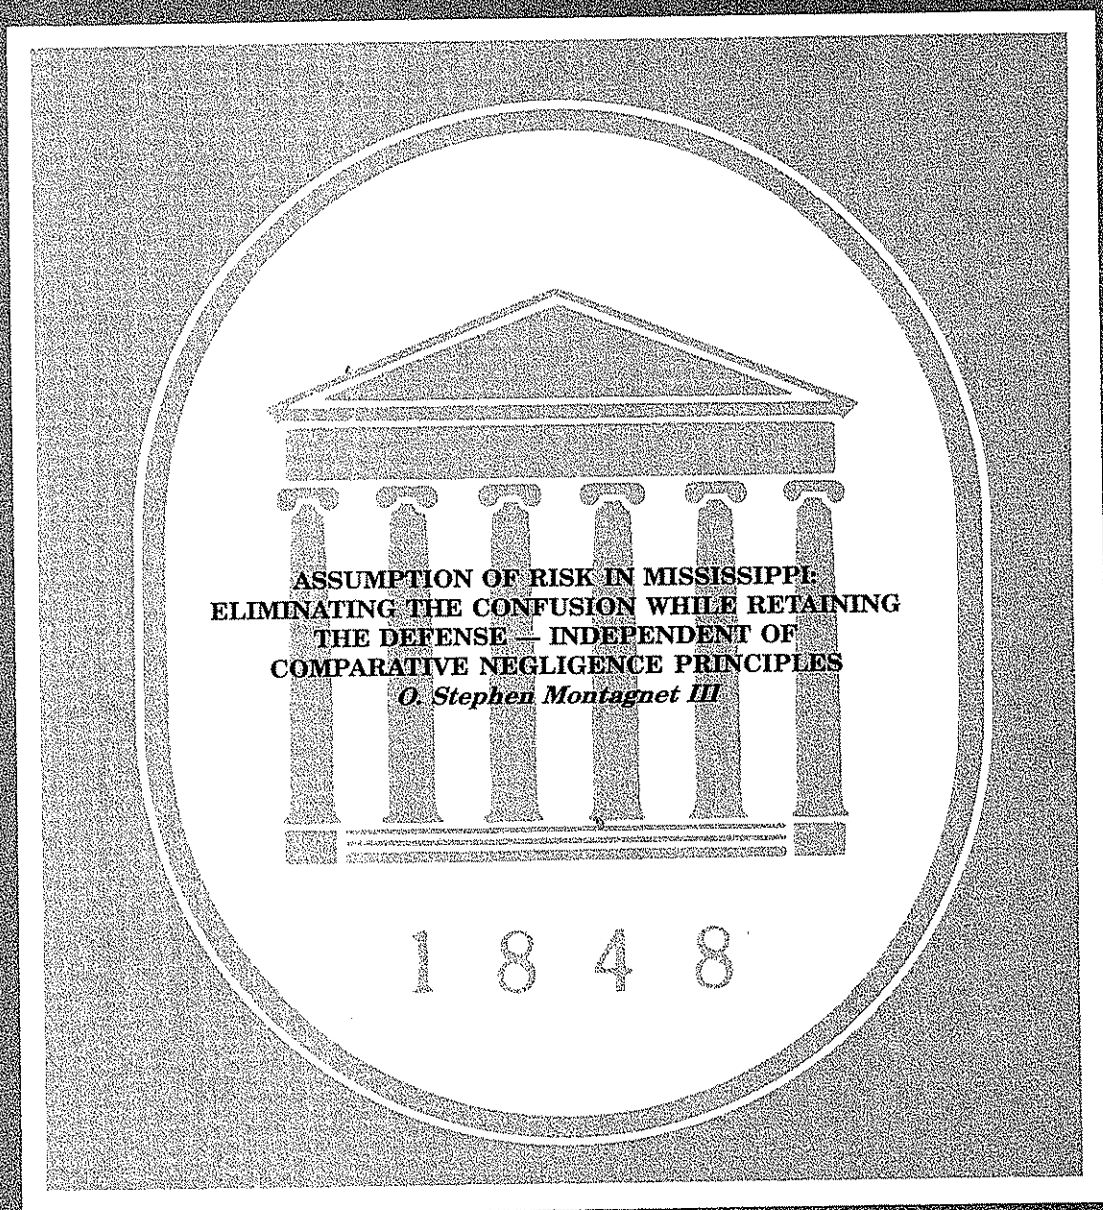 ASSUMPTION OF RISK IN MISSISSIPPI:
ELIMINATING THE CONFUSION WHILE RETAINING
THE DEFENSE — INDEPENDENT OF
COMPARATIVE NEGLIGENCE PRINCIPLES
O. Stephen Montagnet III
1848